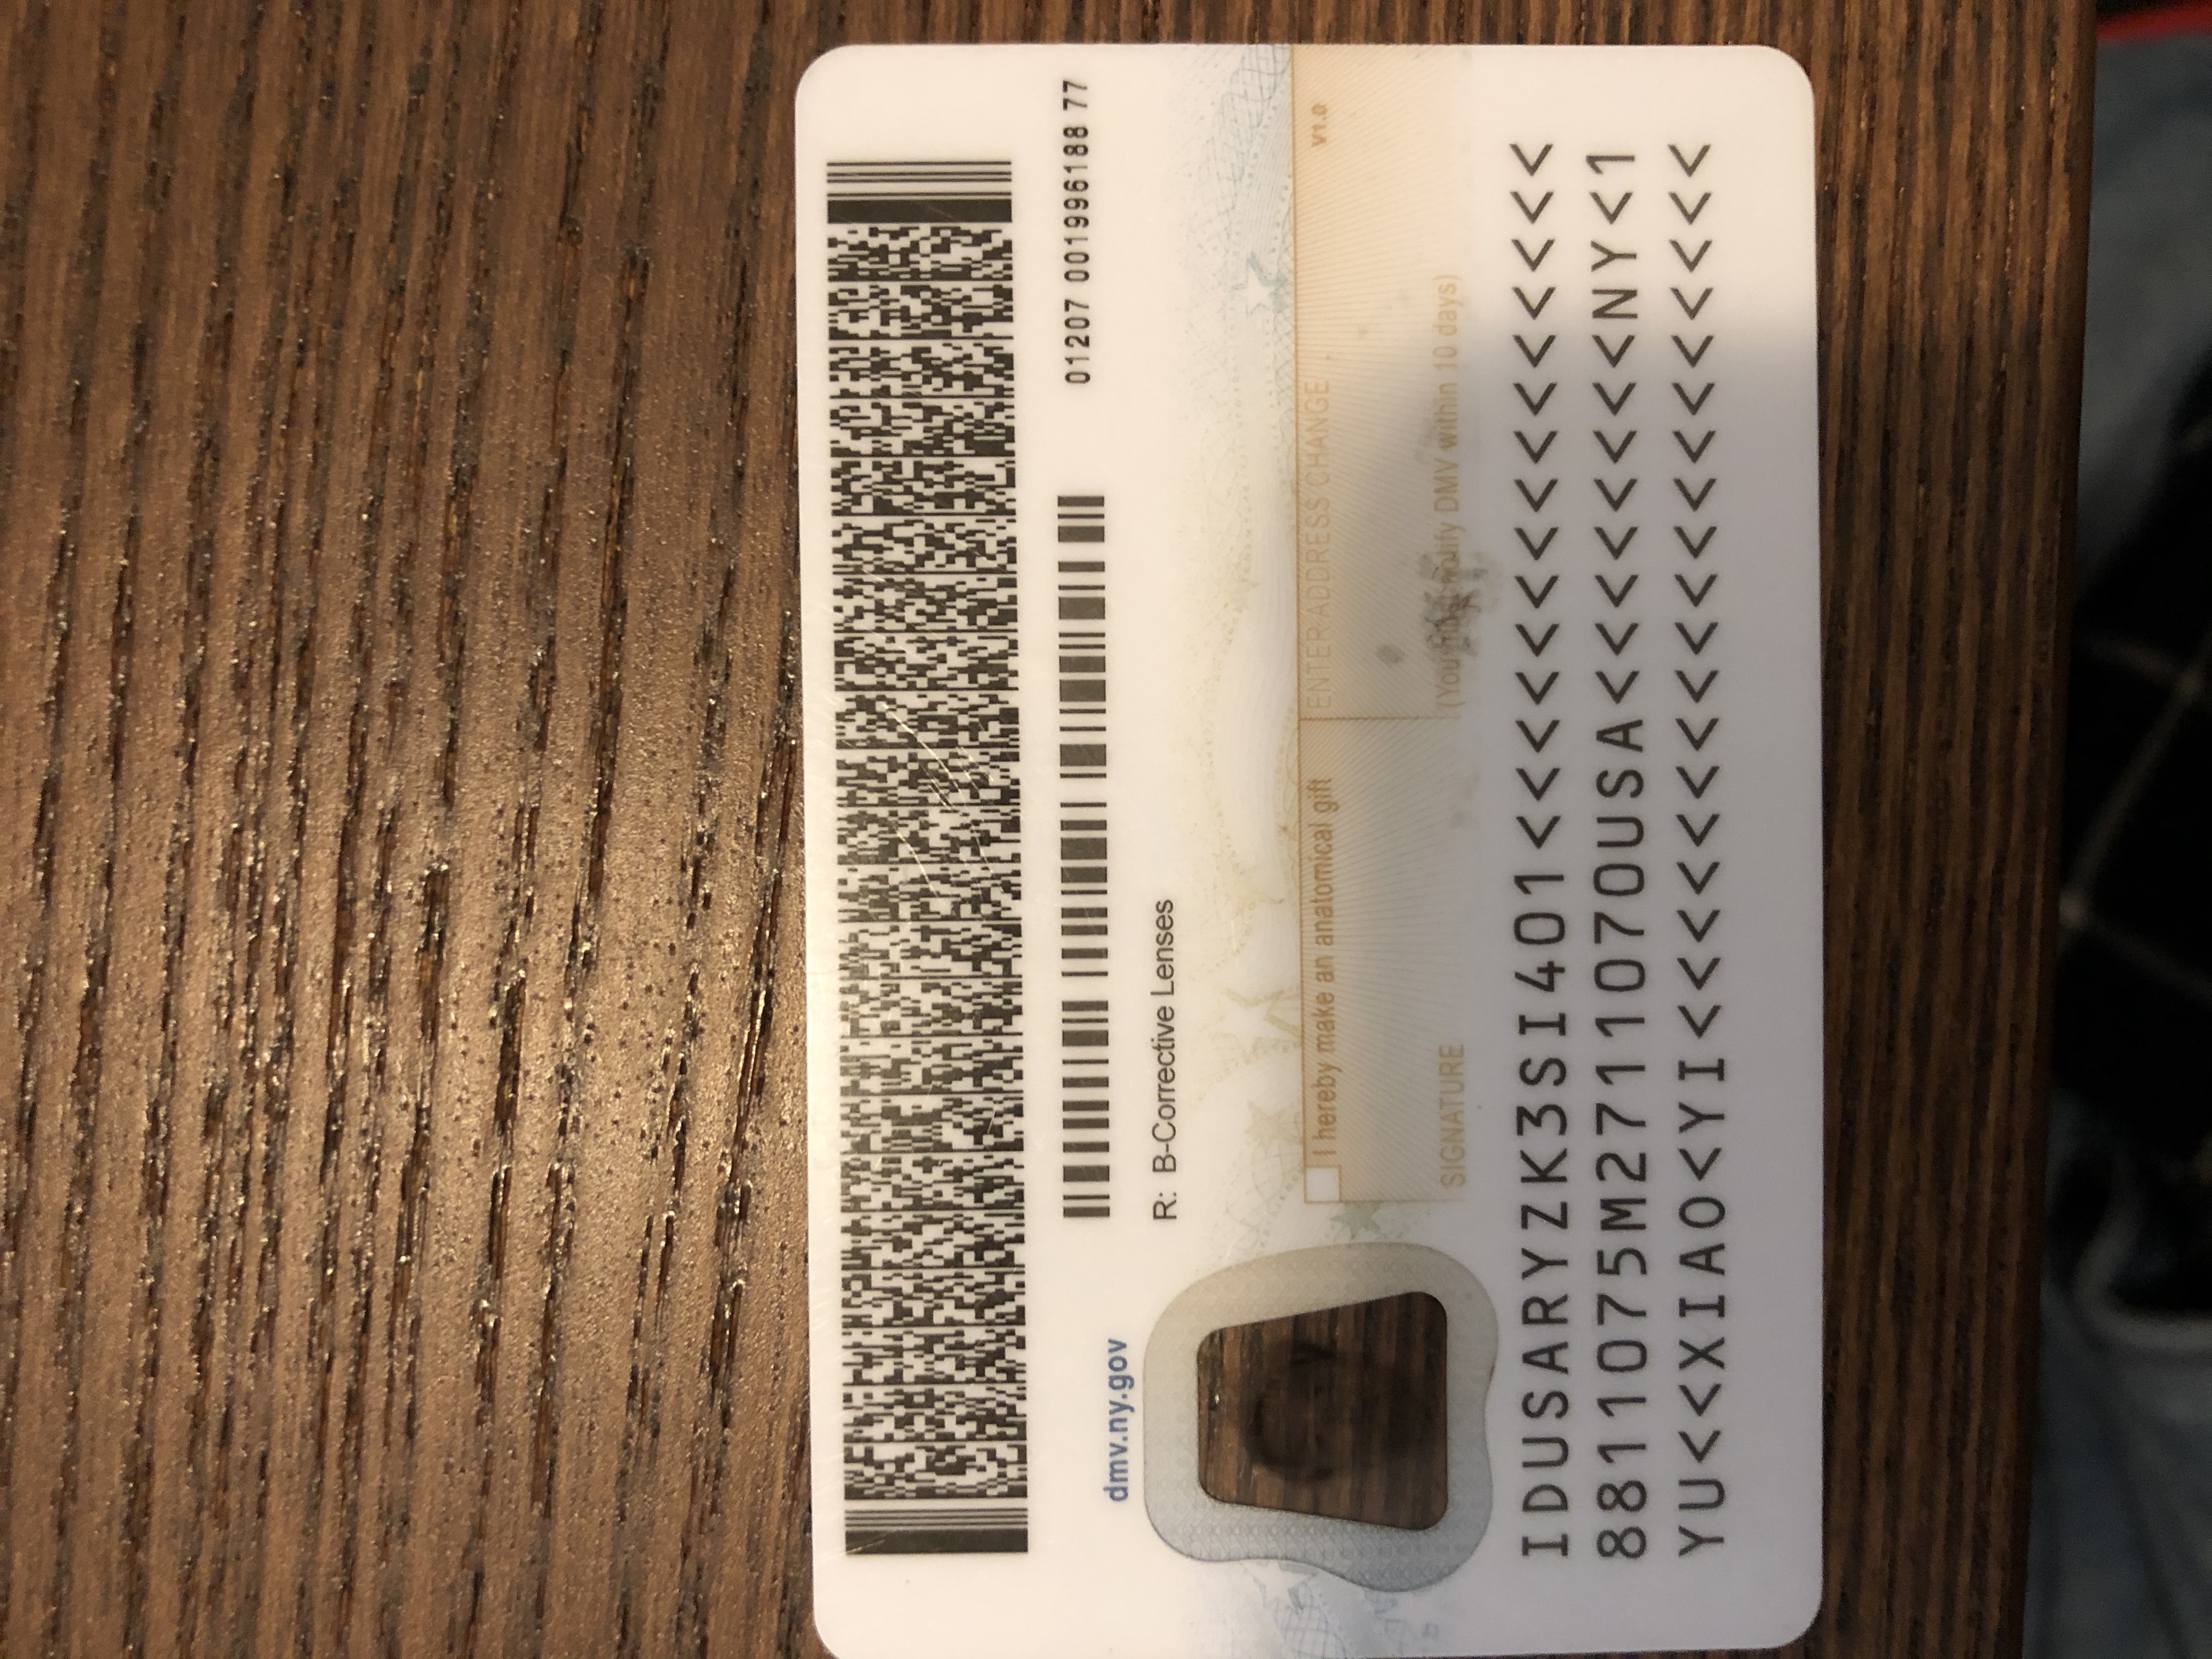 01207 001996188 77
dmv.ny.gov
R: B-Corrective Lenses
I hereby make an anatomical gift
ENTER ADDRESS CHANGE
V1.0
SIGNATURE
(You must notify DMV within 10 days)
IDUSARYZK3SI401<<<<<<<<<<<<<<<
8811075M2711070USA<<<<<<<<NY<1
YU<<XIAO<YI<<<<<<<<<<<<<<<<<<<